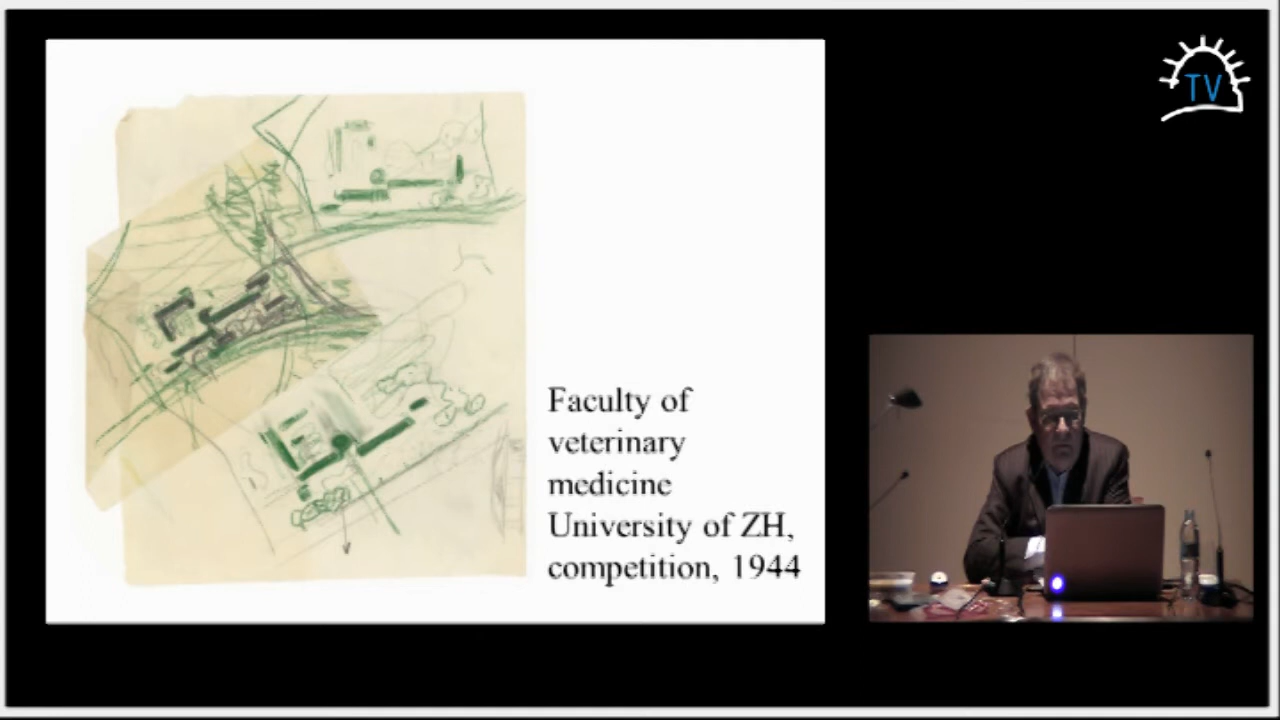 Faculty of
veterinary
medicine
University of ZH,
competition, 1944
TV